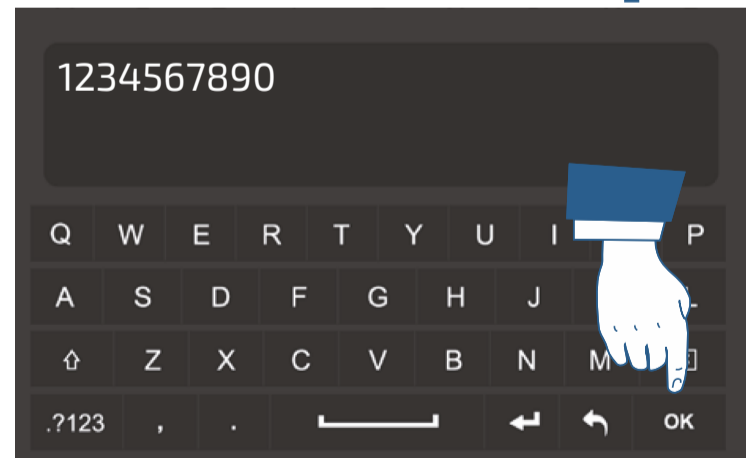 1234567890
Q W E R T Y U I P
A S D F G H J
Z X C V B N M
.?123 , . OK